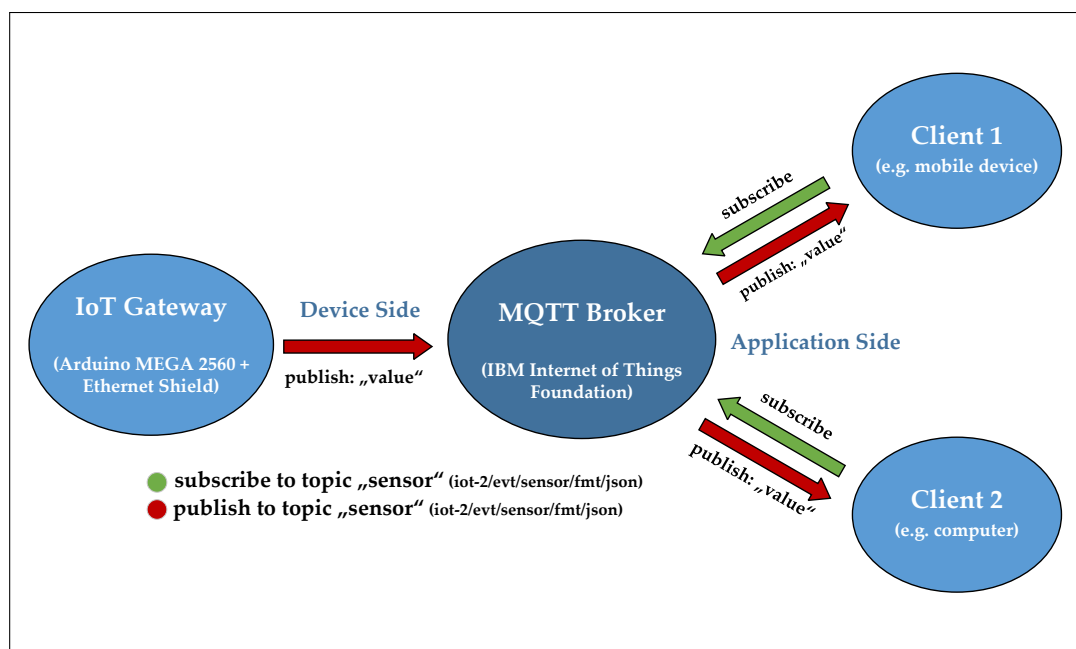 Client 1
(e.g. mobile device)
subscribe
publish: „value“
IoT Gateway
(Arduino MEGA 2560 +
Ethernet Shield)
Device Side
publish: „value“
MQTT Broker
(IBM Internet of Things
Foundation)
Application Side
subscribe
publish: „value“
Client 2
(e.g. computer)
subscribe to topic „sensor“ (iot-2/evt/sensor/fmt/json)
publish to topic „sensor“ (iot-2/evt/sensor/fmt/json)